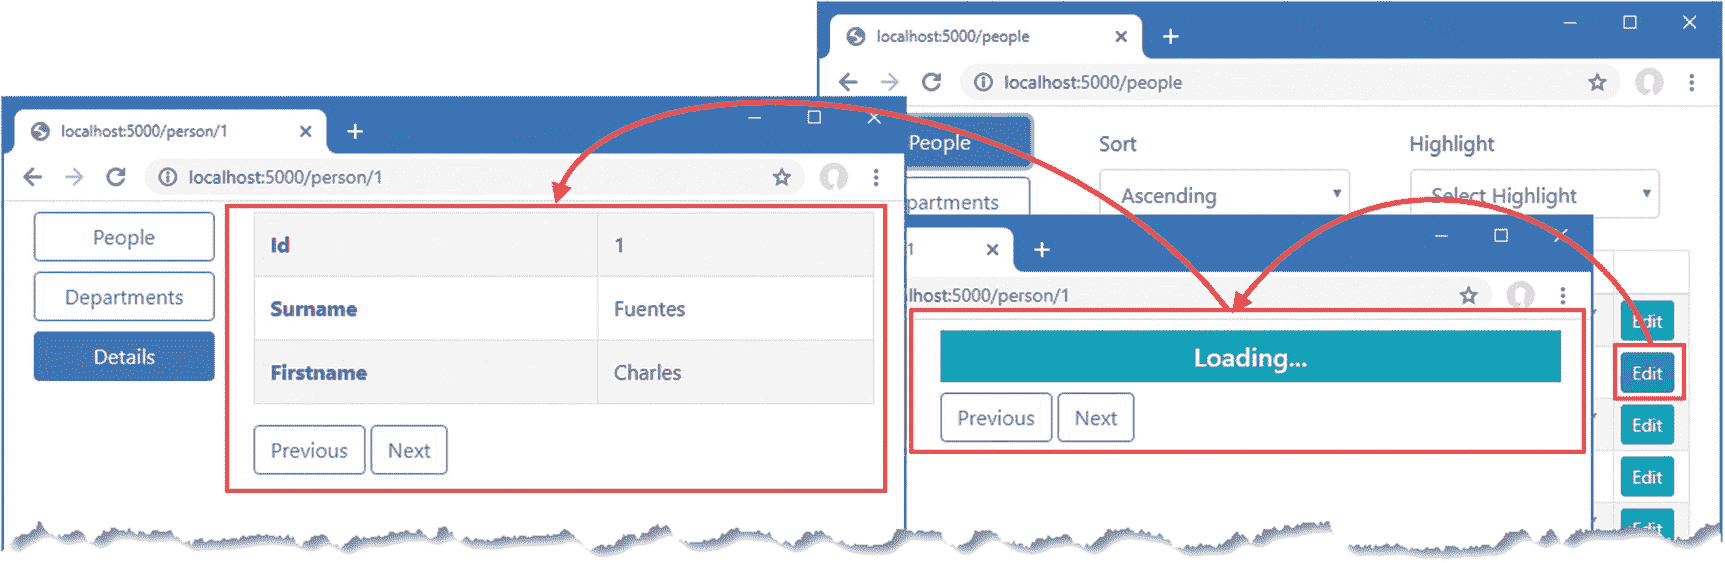 localhost:5000/person/1
localhost:5000/person/1
People
Departments
Details
Id 1
Surname Fuentes
Firstname Charles
Previous Next
localhost:5000/people
localhost:5000/people
People
Sort
Highlight
partments
Ascending
Select Highlight
1
lhost:5000/person/1
Loading...
Previous Next
Edit
Edit
Edit
Edit
Edit